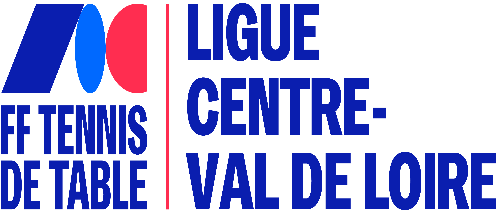 FF TENNIS
DE TABLE
LIGUE
CENTRE-
VAL DE LOIRE